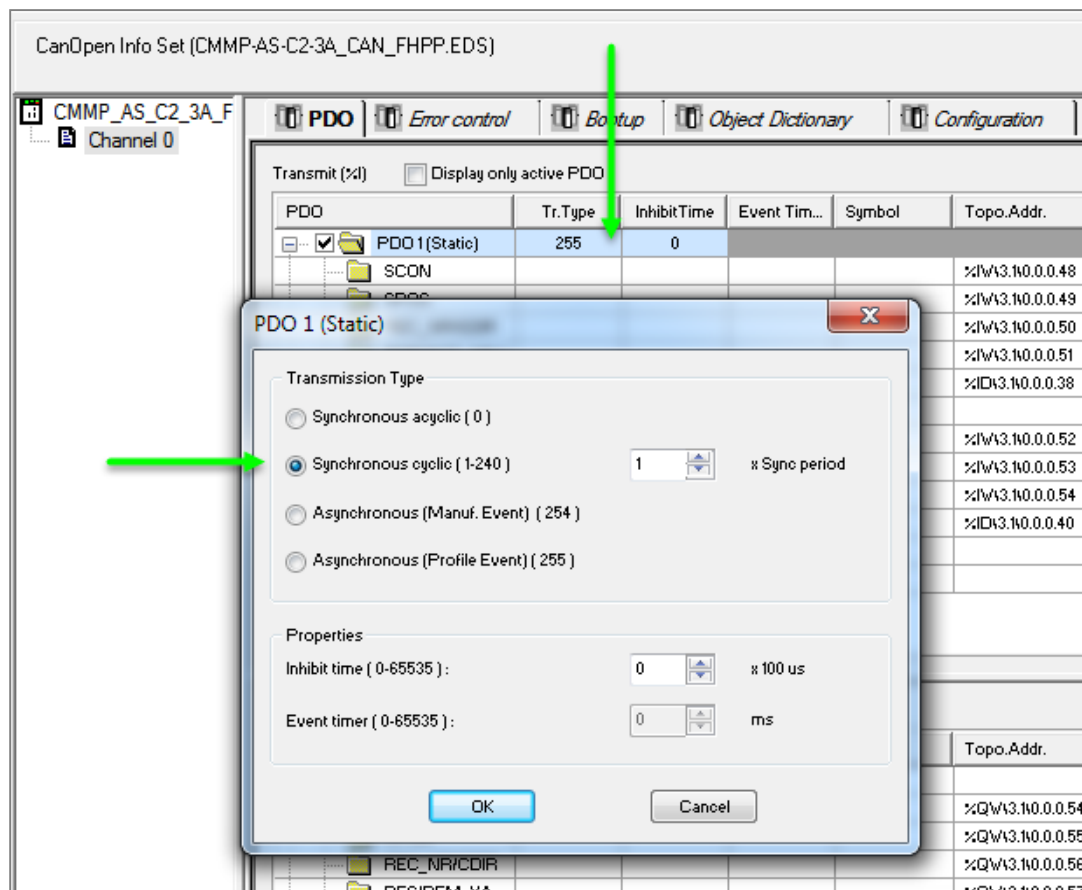 CanOpen Info Set (CMMP-AS-C2-3A_CAN_FHPP.EDS)
CMMP_AS_C2_3A_F
Channel 0
PDO Error control Bootup Object Dictionary Configuration
Transmit (%I) Display only active PDO
PDO Tr.Type InhibitTime Event Tim... Symbol Topo.Addr.
PDO 1 (Static) 255 0
SCON %IW\3.1\0.0.0.48
%IW\3.1\0.0.0.49
PDO 1 (Static)
%IW\3.1\0.0.0.50
%IW\3.1\0.0.0.51
Transmission Type
%ID\3.1\0.0.0.38
Synchronous acyclic ( 0 )
%IW\3.1\0.0.0.52
Synchronous cyclic ( 1-240 ) 1 x Sync period
%IW\3.1\0.0.0.53
%IW\3.1\0.0.0.54
Asynchronous (Manuf. Event) ( 254 )
%ID\3.1\0.0.0.40
Asynchronous (Profile Event) ( 255 )
Properties
Inhibit time ( 0-65535 ) : 0 x 100 us
Event timer ( 0-65535 ) : 0 ms
Topo.Addr.
OK Cancel
%QW\3.1\0.0.0.54
%QW\3.1\0.0.0.55
REC_NR/CDIR %QW\3.1\0.0.0.56